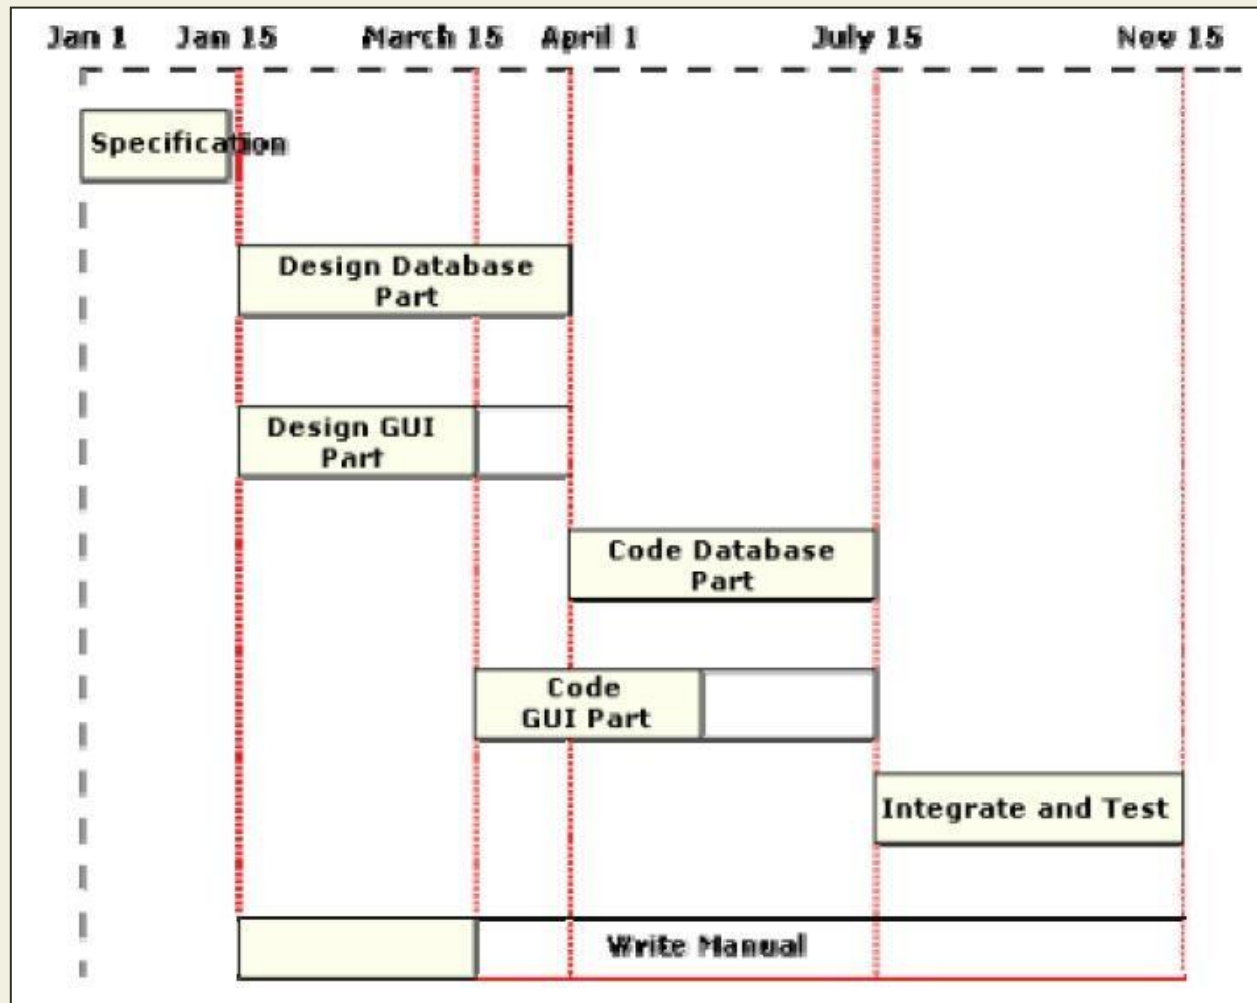 Jan 1 Jan 15 March 15 April 1 July 15 Nov 15
Specification
Design Database
Part
Design GUI
Part
Code Database
Part
Code
GUI Part
Integrate and Test
Write Manual